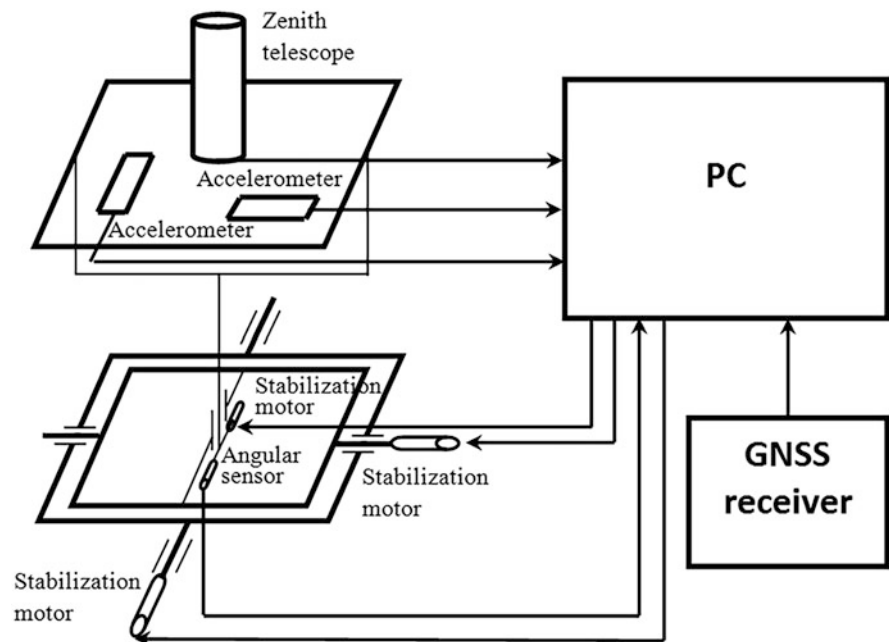 Zenith
telescope
PC
Accelerometer
Accelerometer
Stabilization
motor
Angular
sensor
Stabilization
motor
GNSS
receiver
Stabilization
motor